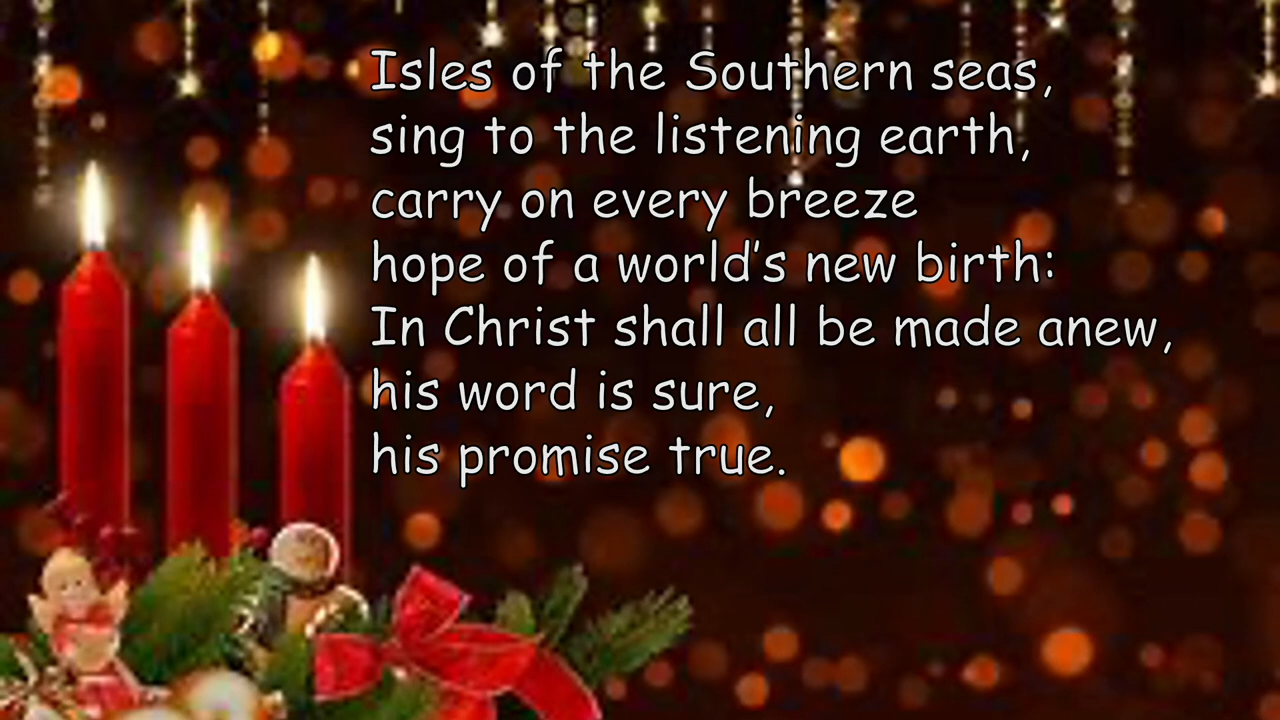 Isles of the Southern seas,
sing to the listening earth,
carry on every breeze
hope of a world’s new birth:
In Christ shall all be made anew,
his word is sure,
his promise true.